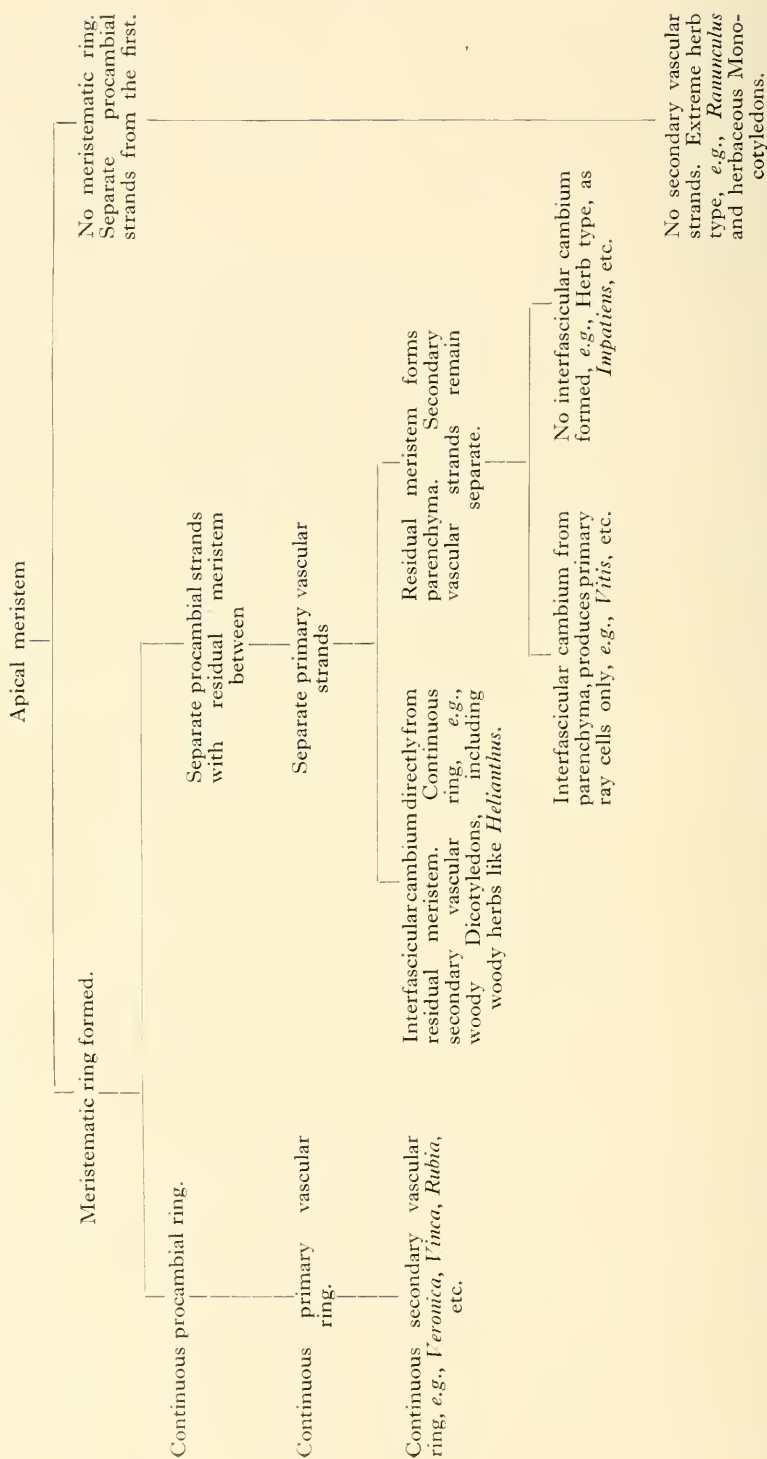 Apical meristem
Meristematic ring formed.
No meristematic ring.
Separate procambial
strands from the first.
Continuous procambial ring.
Separate procambial strands
with residual meristem
between
Continuous primary vascular
ring.
Separate primary vascular
strands
Continuous secondary vascular
ring, e.g., Veronica, Vinca, Rubia,
etc.
Interfascicular cambium directly from
residual meristem. Continuous
secondary vascular ring, e.g.,
woody Dicotyledons, including
woody herbs like Helianthus.
Residual meristem forms
parenchyma. Secondary
vascular strands remain
separate.
Interfascicular cambium from
parenchyma, produces primary
ray cells only, e.g., Vitis, etc.
No interfascicular cambium
formed, e.g., Herb type, as
Impatiens, etc.
No secondary vascular
strands. Extreme herb
type, e.g., Ranunculus
and herbaceous Mono-
cotyledons.